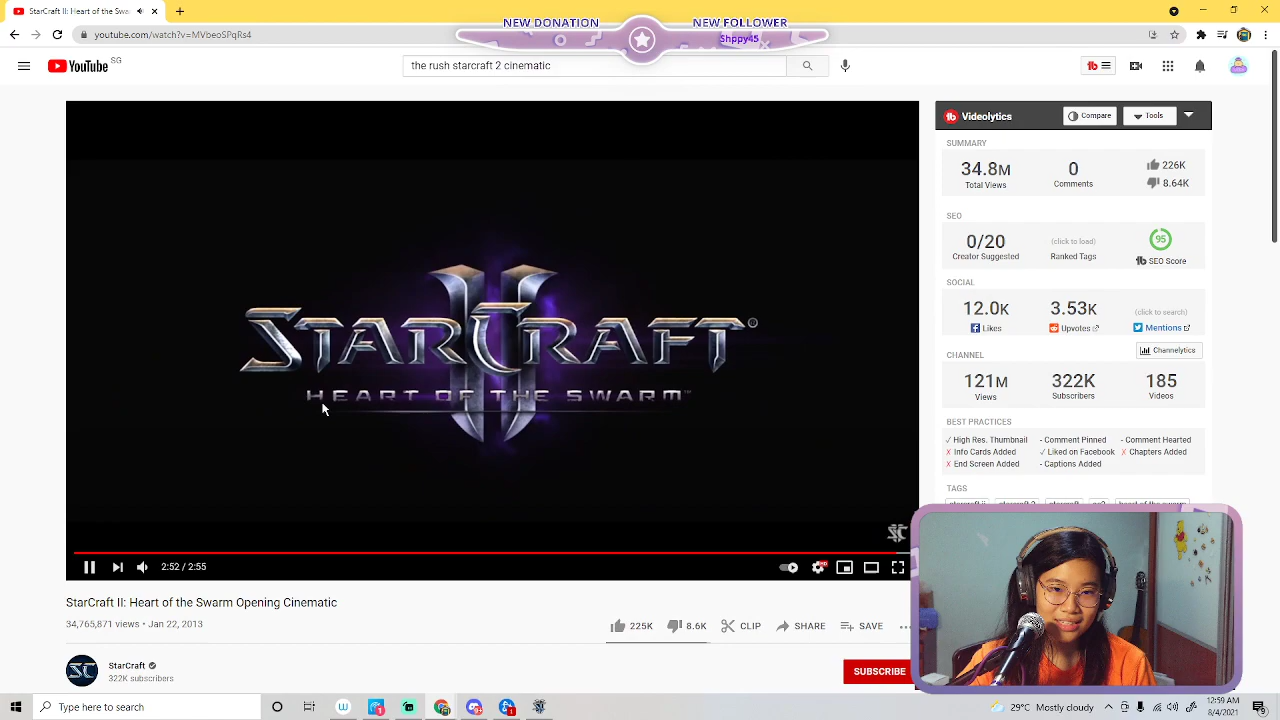 StarCraft II: Heart of the Swarm
NEW DONATION
NEW FOLLOWER
Shppy45
youtube.com/watch?v=MVbeoSPqRs4
YouTube SG
the rush starcraft 2 cinematic
STARCRAFT®
II
HEART OF THE SWARM™
2:52 / 2:55
StarCraft II: Heart of the Swarm Opening Cinematic
34,765,871 views • Jan 22, 2013
225K
8.6K
CLIP
SHARE
SAVE
StarCraft
322K subscribers
SUBSCRIBE
Videolytics
Compare
Tools
SUMMARY
34.8M
Total Views
0
Comments
226K
8.64K
SEO
0/20
Creator Suggested
(click to load)
Ranked Tags
95
SEO Score
SOCIAL
12.0K
Likes
3.53K
Upvotes
(click to search)
Mentions
Channelytics
CHANNEL
121M
Views
322K
Subscribers
185
Videos
BEST PRACTICES
✓ High Res. Thumbnail - Comment Pinned - Comment Hearted
✗ Info Cards Added ✓ Liked on Facebook ✗ Chapters Added
✗ End Screen Added - Captions Added
TAGS
Type here to search
29°C Mostly cloudy
12:59 AM
6/8/2021